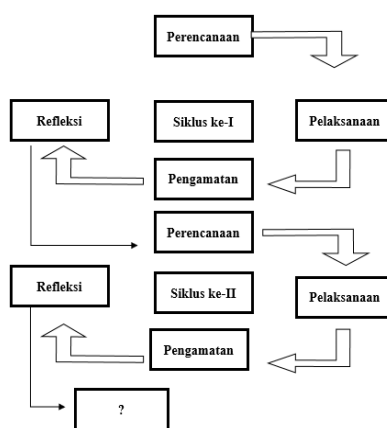 Perencanaan
Refleksi
Siklus ke-I
Pelaksanaan
Pengamatan
Perencanaan
Refleksi
Siklus ke-II
Pelaksanaan
Pengamatan
?